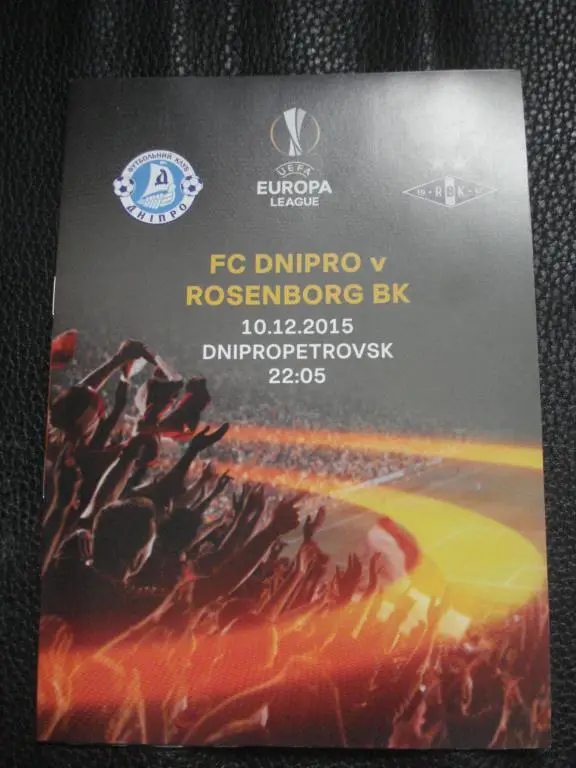 ФУТБОЛЬНИЙ КЛУБ
Д
ДНІПРО
UEFA
EUROPA
LEAGUE
RBK
FC DNIPRO v
ROSENBORG BK
10.12.2015
DNIPROPETROVSK
22:05